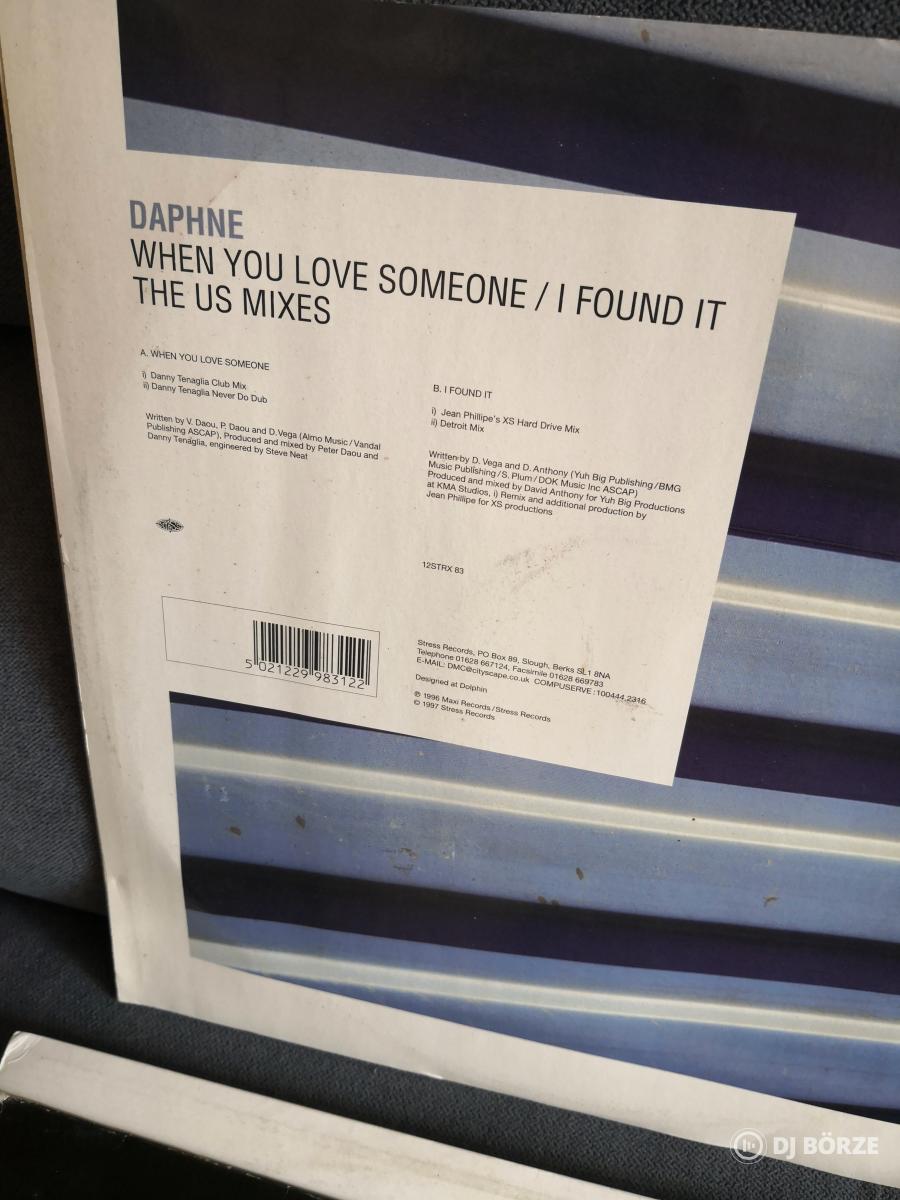 DAPHNE
WHEN YOU LOVE SOMEONE / I FOUND IT
THE US MIXES
A. WHEN YOU LOVE SOMEONE
i) Danny Tenaglia Club Mix
ii) Danny Tenaglia Never Do Dub
Written by V. Daou, P. Daou and D.Vega (Almo Music / Vandal
Publishing ASCAP), Produced and mixed by Peter Daou and
Danny Tenaglia, engineered by Steve Neat
B. I FOUND IT
i) Jean Phillipe's XS Hard Drive Mix
ii) Detroit Mix
Written by D. Vega and D. Anthony (Yuh Big Publishing / BMG
Music Publishing / S. Plum / DOK Music Inc ASCAP)
Produced and mixed by David Anthony for Yuh Big Productions
at KMA Studios, i) Remix and additional production by
Jean Phillipe for XS productions
12STRX 83
5 021229 983122
Stress Records, PO Box 89, Slough, Berks SL1 8NA
Telephone 01628 667124, Facsimile 01628 669783
E-MAIL: DMC@cityscape.co.uk COMPUSERVE : 100444.2316
Designed at Dolphin
℗ 1996 Maxi Records / Stress Records
© 1997 Stress Records
DJ BÖRZE